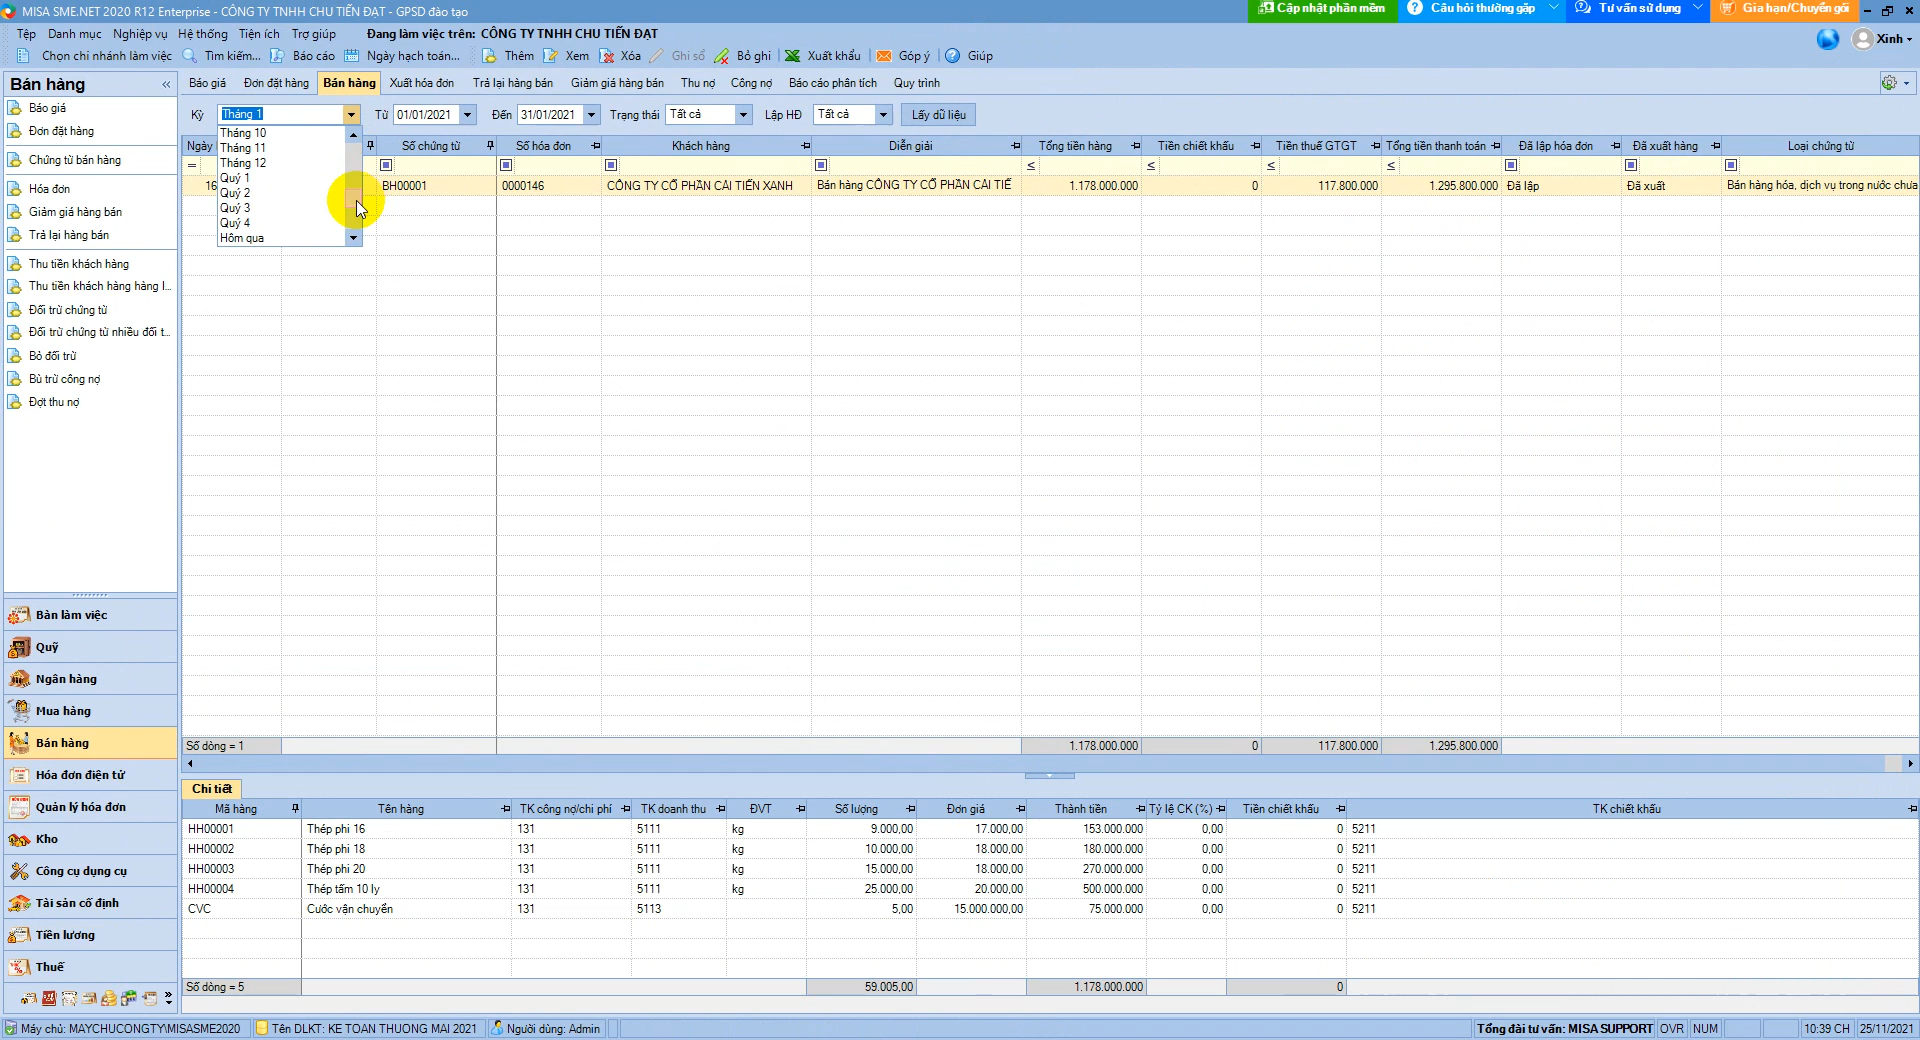 MISA SME.NET 2020 R12 Enterprise - CÔNG TY TNHH CHU TIẾN ĐẠT - GPSD đào tạo
Cập nhật phần mềm
Câu hỏi thường gặp
Tư vấn sử dụng
Gia hạn/Chuyển gói
Tệp Danh mục Nghiệp vụ Hệ thống Tiện ích Trợ giúp Đang làm việc trên: CÔNG TY TNHH CHU TIẾN ĐẠT
Xinh
Chọn chi nhánh làm việc Tìm kiếm... Báo cáo Ngày hạch toán... Thêm Xem Xóa Ghi sổ Bỏ ghi Xuất khẩu Góp ý Giúp
Bán hàng «
Báo giá Đơn đặt hàng Bán hàng Xuất hóa đơn Trả lại hàng bán Giảm giá hàng bán Thu nợ Công nợ Báo cáo phân tích Quy trình
Báo giá
Đơn đặt hàng
Chứng từ bán hàng
Hóa đơn
Giảm giá hàng bán
Trả lại hàng bán
Thu tiền khách hàng
Thu tiền khách hàng hàng l...
Đối trừ chứng từ
Đối trừ chứng từ nhiều đối t...
Bỏ đối trừ
Bù trừ công nợ
Đợt thu nợ
Kỳ Tháng 1 Từ 01/01/2021 Đến 31/01/2021 Trạng thái Tất cả Lập HĐ Tất cả Lấy dữ liệu
Tháng 10
Tháng 11
Tháng 12
Quý 1
Quý 2
Quý 3
Quý 4
Hôm qua
Ngày Số chứng từ Số hóa đơn Khách hàng Diễn giải Tổng tiền hàng Tiền chiết khấu Tiền thuế GTGT Tổng tiền thanh toán Đã lập hóa đơn Đã xuất hàng Loại chứng từ
= ≤ ≤ ≤ ≤
16 BH00001 0000146 CÔNG TY CỔ PHẦN CẢI TIẾN XANH Bán hàng CÔNG TY CỔ PHẦN CẢI TIẾ 1.178.000.000 0 117.800.000 1.295.800.000 Đã lập Đã xuất Bán hàng hóa, dịch vụ trong nước chưa
Số dòng = 1 1.178.000.000 0 117.800.000 1.295.800.000
Bàn làm việc
Quỹ
Ngân hàng
Mua hàng
Bán hàng
Hóa đơn điện tử
Quản lý hóa đơn
Kho
Công cụ dụng cụ
Tài sản cố định
Tiền lương
Thuế
Chi tiết
Mã hàng Tên hàng TK công nợ/chi phí TK doanh thu ĐVT Số lượng Đơn giá Thành tiền Tỷ lệ CK (%) Tiền chiết khấu TK chiết khấu
HH00001 Thép phi 16 131 5111 kg 9.000,00 17.000,00 153.000.000 0,00 0 5211
HH00002 Thép phi 18 131 5111 kg 10.000,00 18.000,00 180.000.000 0,00 0 5211
HH00003 Thép phi 20 131 5111 kg 15.000,00 18.000,00 270.000.000 0,00 0 5211
HH00004 Thép tấm 10 ly 131 5111 kg 25.000,00 20.000,00 500.000.000 0,00 0 5211
CVC Cước vận chuyển 131 5113 5,00 15.000.000,00 75.000.000 0,00 0 5211
Số dòng = 5 59.005,00 1.178.000.000 0
Máy chủ: MAYCHUCONGTY\MISASME2020 Tên DLKT: KE TOAN THUONG MAI 2021 Người dùng: Admin Tổng đài tư vấn: MISA SUPPORT OVR NUM 10:39 CH 25/11/2021